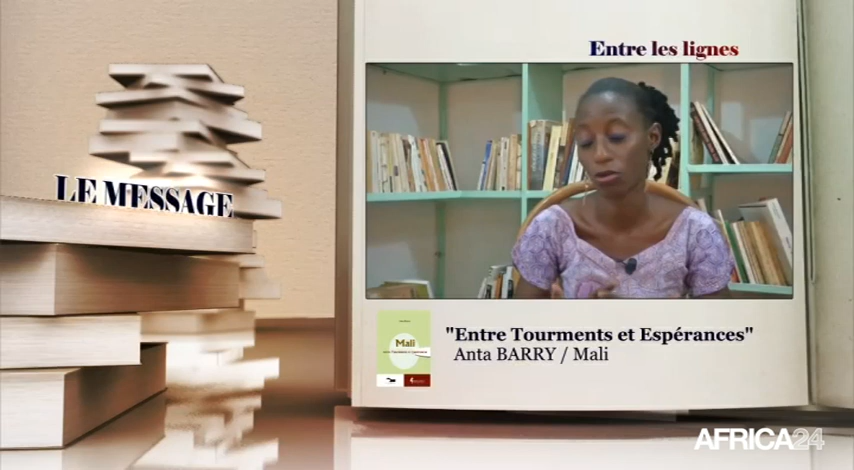 Entre les lignes
LE MESSAGE
Mali
"Entre Tourments et Espérances"
Anta BARRY / Mali
AFRICA24